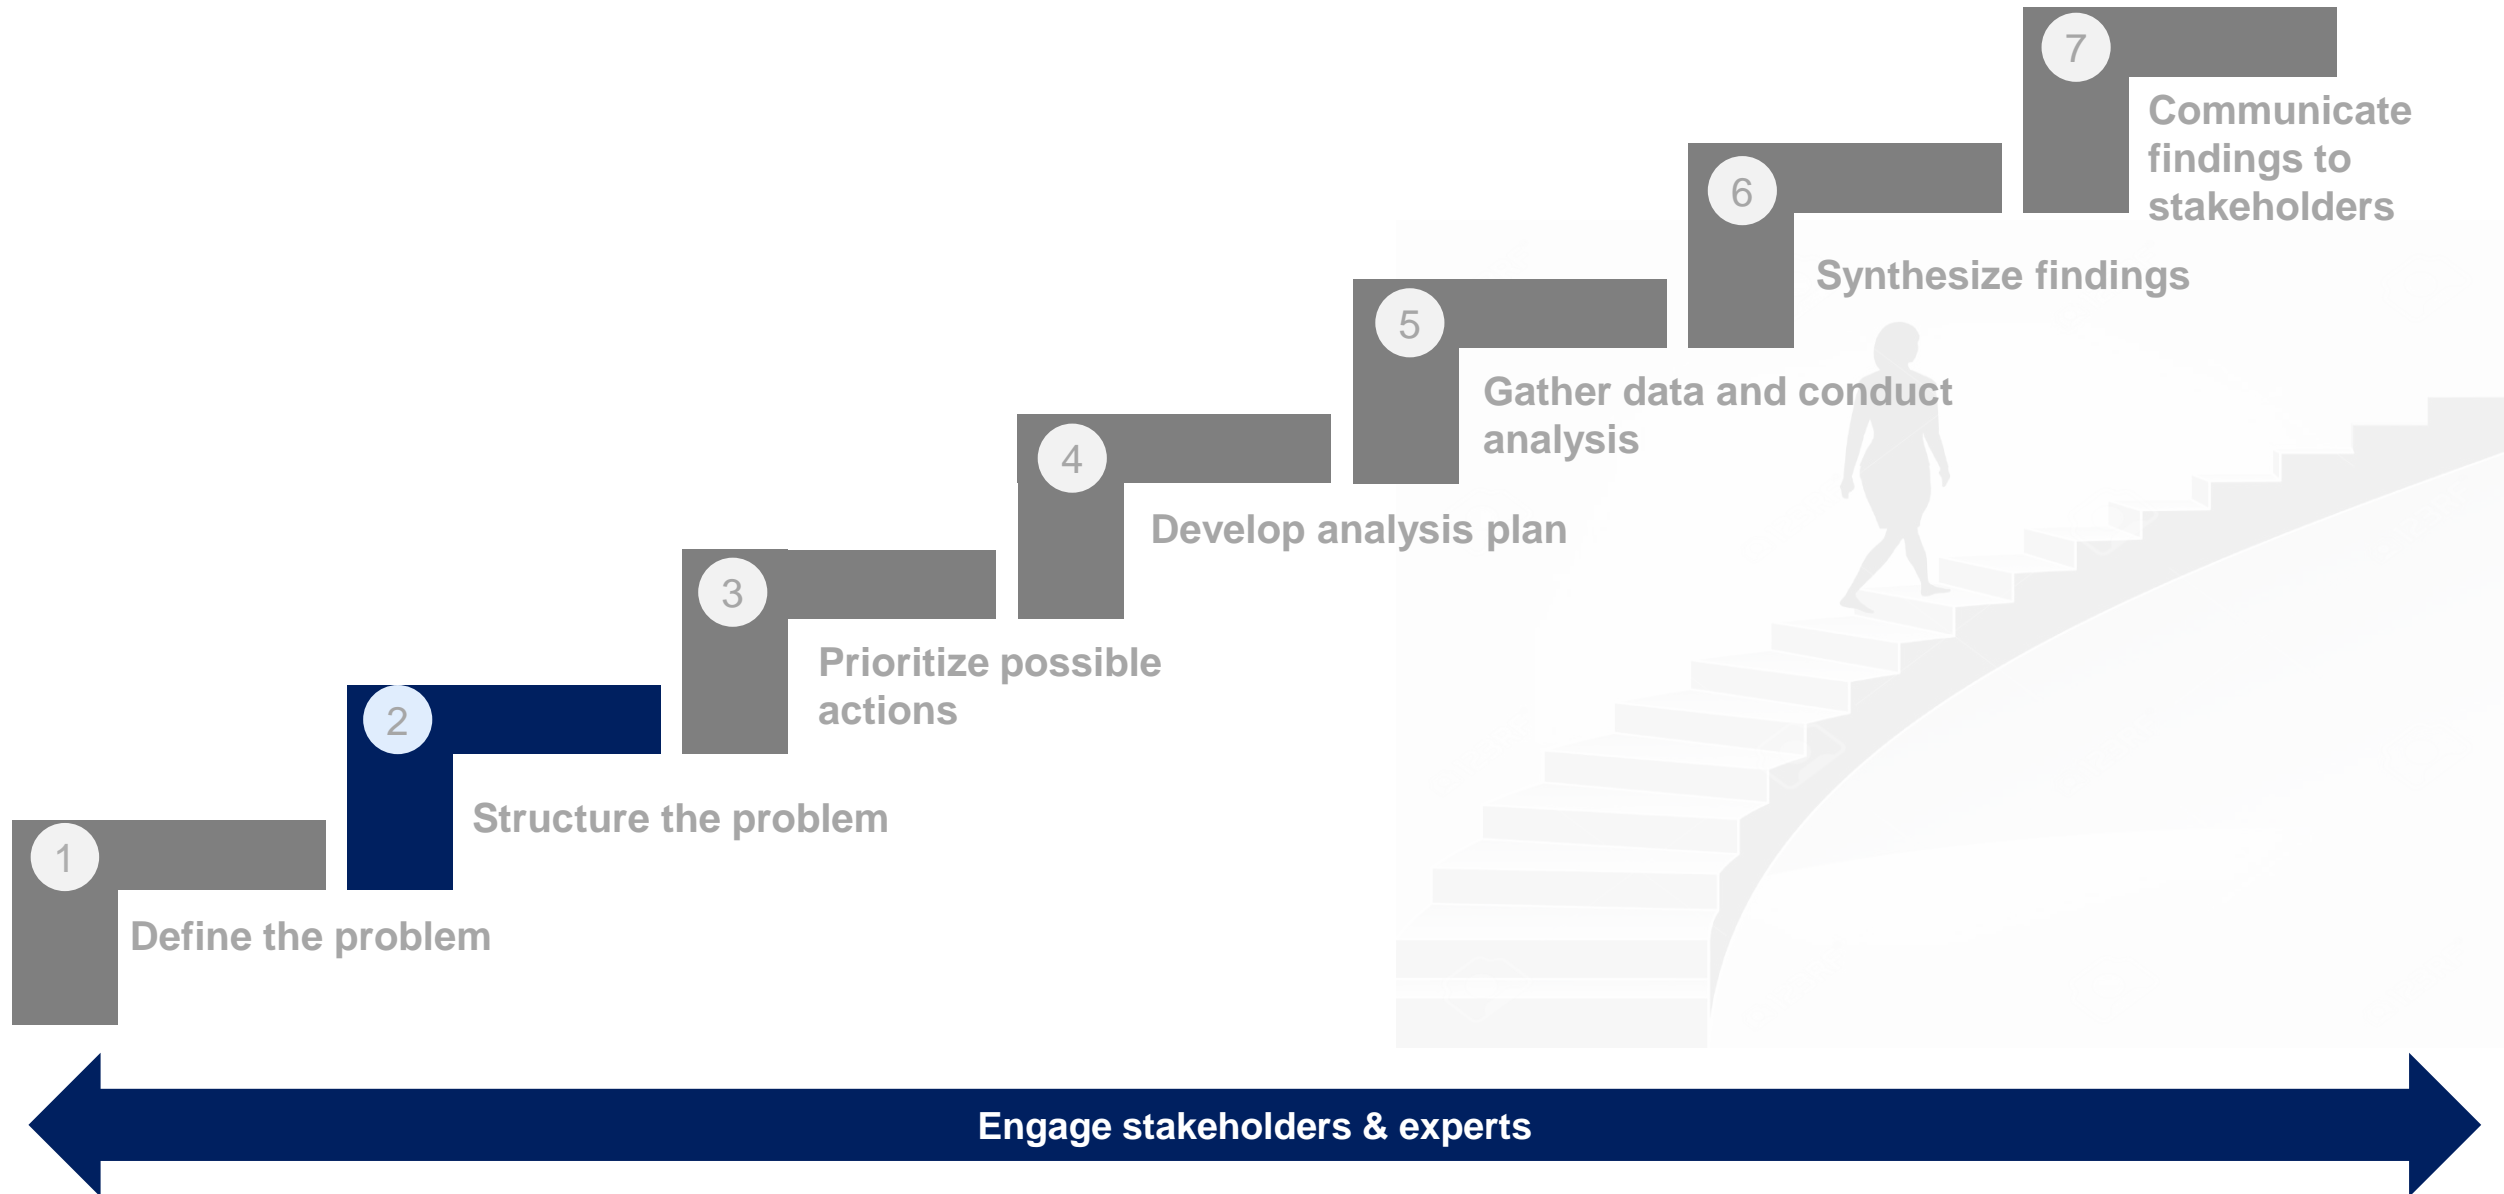 1
Define the problem
2
Structure the problem
3
Prioritize possible
actions
4
Develop analysis plan
5
Gather data and conduct
analysis
6
Synthesize findings
7
Communicate
findings to
stakeholders
Engage stakeholders & experts